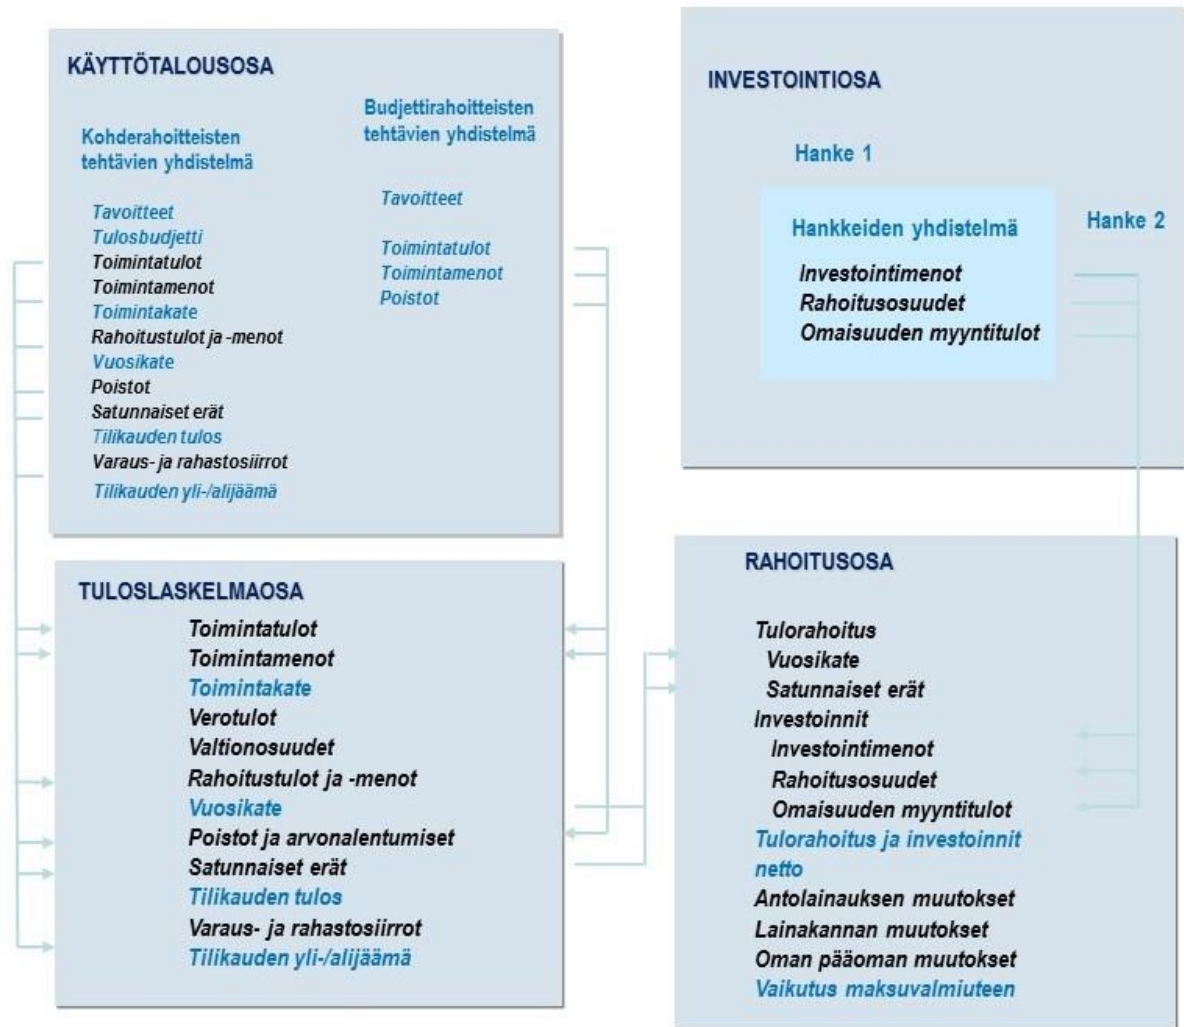 KÄYTTÖTALOUSOSA
Kohderahoitteisten
tehtävien yhdistelmä
Tavoitteet
Tulosbudjetti
Toimintatulot
Toimintamenot
Toimintakate
Rahoitustulot ja -menot
Vuosikate
Poistot
Satunnaiset erät
Tilikauden tulos
Varaus- ja rahastosiirrot
Tilikauden yli-/alijäämä
Budjettirahoitteisten
tehtävien yhdistelmä
Tavoitteet
Toimintatulot
Toimintamenot
Poistot
INVESTOINTIOSA
Hanke 1
Hankkeiden yhdistelmä
Investointimenot
Rahoitusosuudet
Omaisuuden myyntitulot
Hanke 2
TULOSLASKELMAOSA
Toimintatulot
Toimintamenot
Toimintakate
Verotulot
Valtionosuudet
Rahoitustulot ja -menot
Vuosikate
Poistot ja arvonalentumiset
Satunnaiset erät
Tilikauden tulos
Varaus- ja rahastosiirrot
Tilikauden yli-/alijäämä
RAHOITUSOSA
Tulorahoitus
Vuosikate
Satunnaiset erät
Investoinnit
Investointimenot
Rahoitusosuudet
Omaisuuden myyntitulot
Tulorahoitus ja investoinnit
netto
Antolainauksen muutokset
Lainakannan muutokset
Oman pääoman muutokset
Vaikutus maksuvalmiuteen